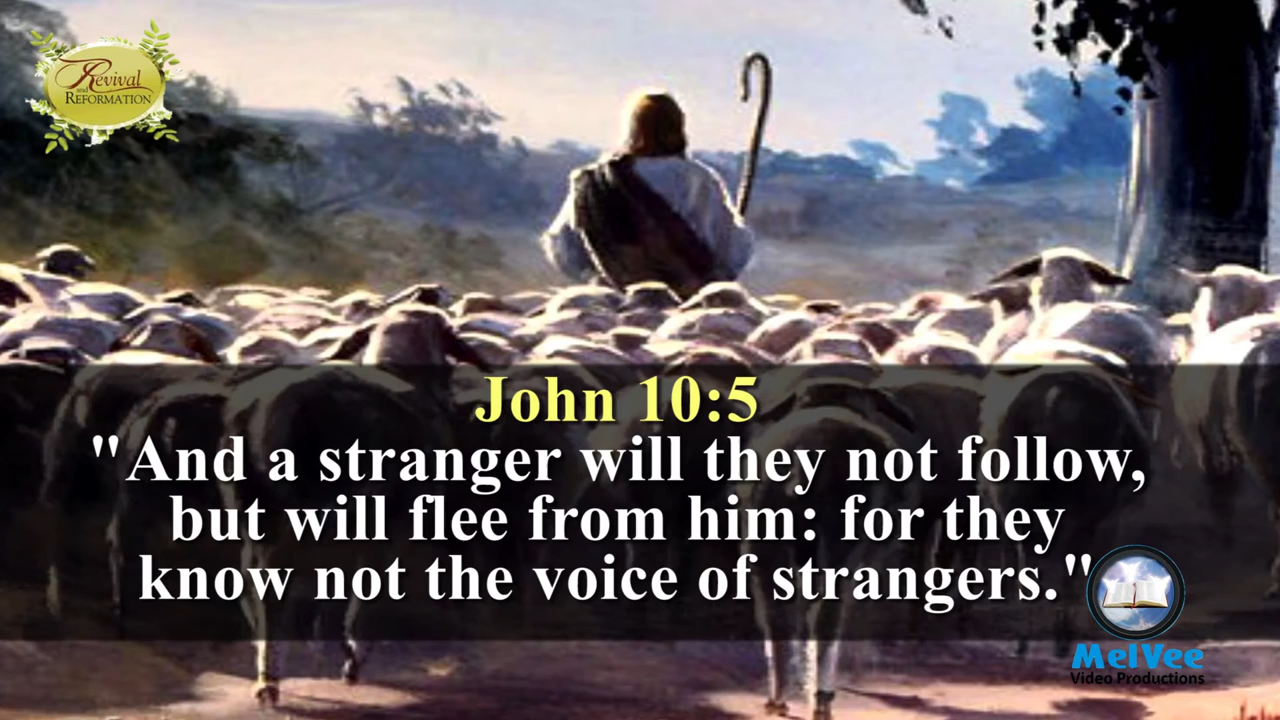 Revival
and
REFORMATION
John 10:5
"And a stranger will they not follow,
but will flee from him: for they
know not the voice of strangers."
MelVee
Video Productions